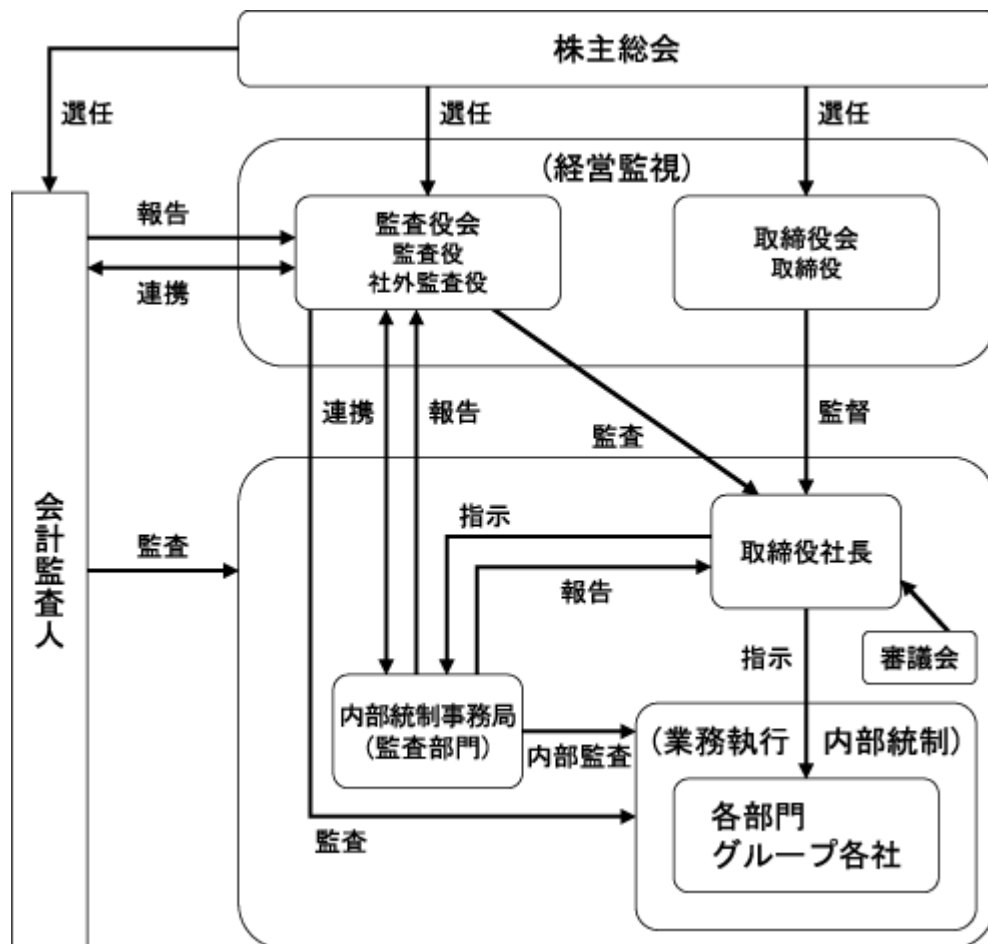 株主総会
選任
選任
選任
(経営監視)
報告
監査役会
監査役
社外監査役
取締役会
取締役
連携
連携
報告
監査
監督
会計監査人
監査
指示
取締役社長
報告
審議会
指示
内部統制事務局
(監査部門)
内部監査
(業務執行 内部統制)
監査
各部門
グループ各社